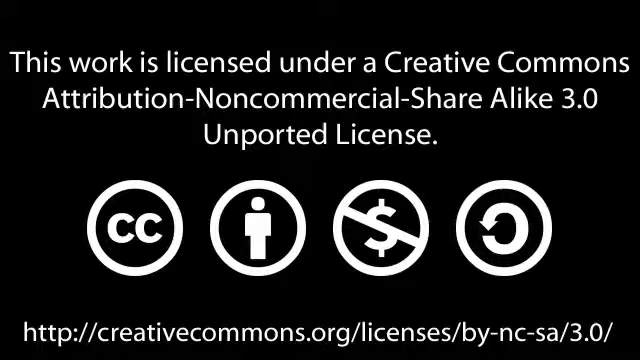 This work is licensed under a Creative Commons
Attribution-Noncommercial-Share Alike 3.0
Unported License.
cc
$
http://creativecommons.org/licenses/by-nc-sa/3.0/